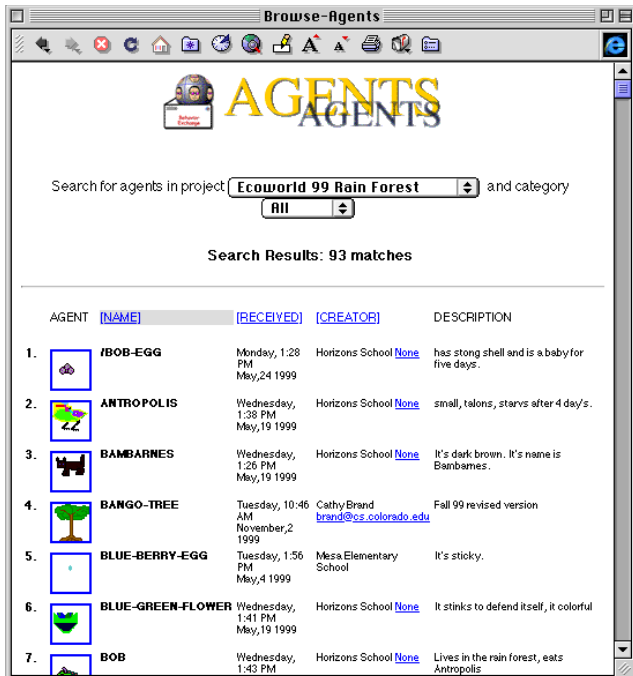 Browse-Agents
Behavior
Exchange
AGENTS
AGENTS
Search for agents in project Ecoworld 99 Rain Forest and category
All
Search Results: 93 matches
AGENT [NAME] [RECEIVED] [CREATOR] DESCRIPTION
1. /BOB-EGG Monday, 1:28 Horizons School None has stong shell and is a baby for
PM five days.
May,24 1999
2. ANTROPOLIS Wednesday, Horizons School None small, talons, starvs after 4 day's.
1:38 PM
May,19 1999
3. BAMBARNES Wednesday, Horizons School None It's dark brown. It's name is
1:26 PM Bambarnes.
May,19 1999
4. BANGO-TREE Tuesday, 10:46 Cathy Brand Fall 99 revised version
AM brand@cs.colorado.edu
November,2
1999
5. BLUE-BERRY-EGG Tuesday, 1:56 Mesa Elementary It's sticky.
PM School
May,4 1999
6. BLUE-GREEN-FLOWER Wednesday, Horizons School None It stinks to defend itself, it colorful
1:41 PM
May,19 1999
7. BOB Wednesday, Horizons School None Lives in the rain forest, eats
1:43 PM Antropolis